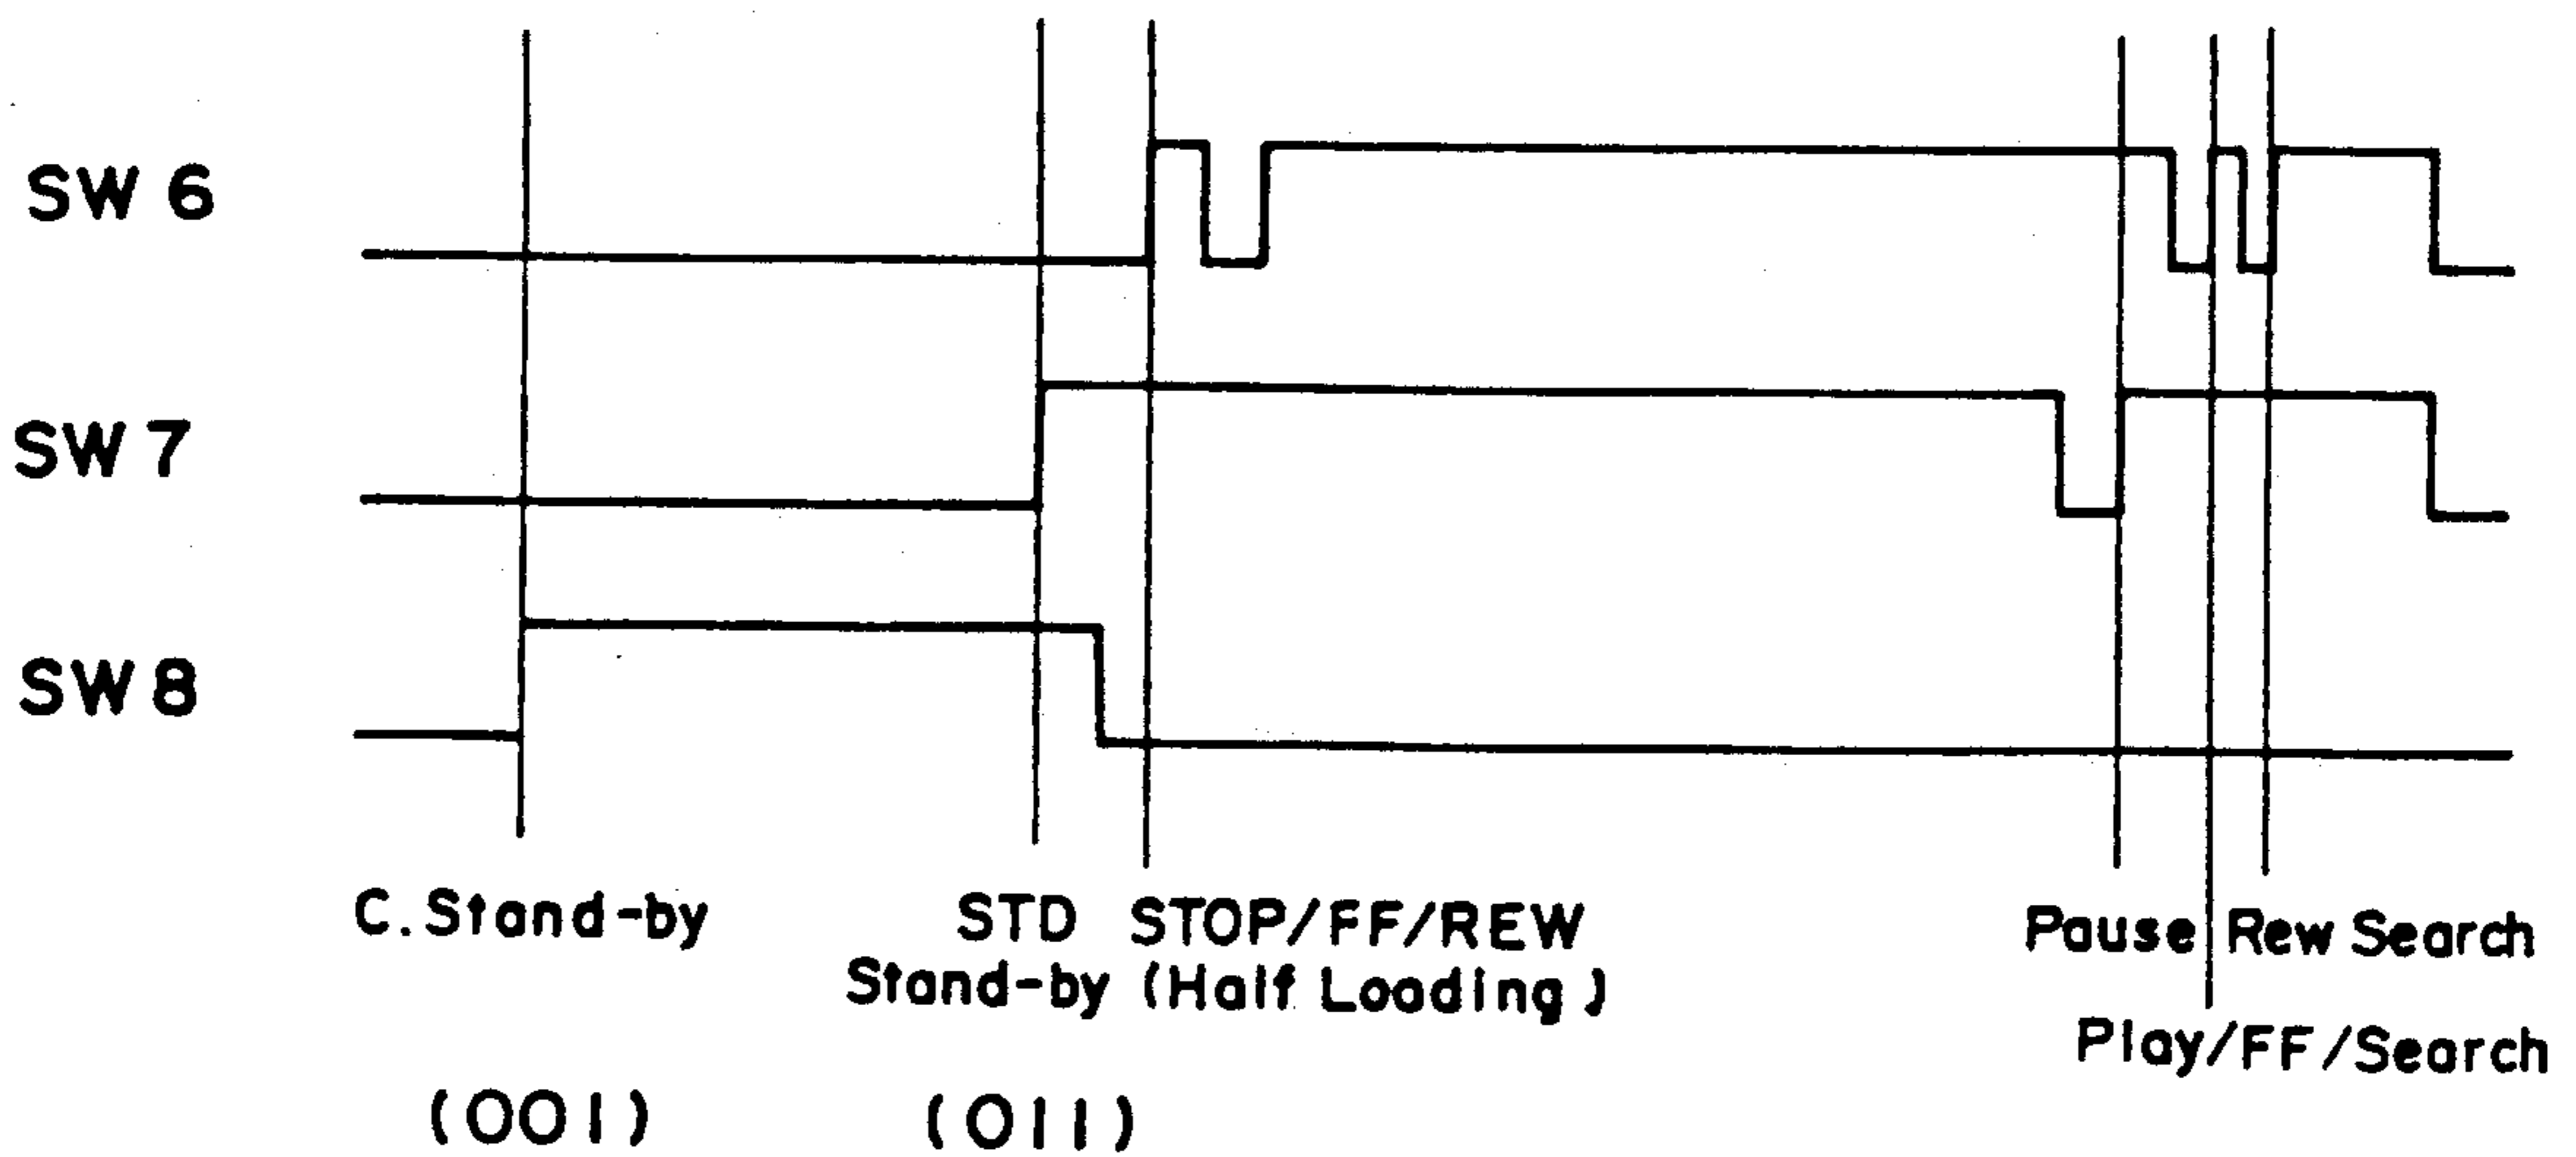 SW 6
SW 7
SW 8
C. Stand-by
STD STOP/FF/REW
Stand-by (Half Loading)
Pause Rew Search
Play/FF/Search
(001)
(011)